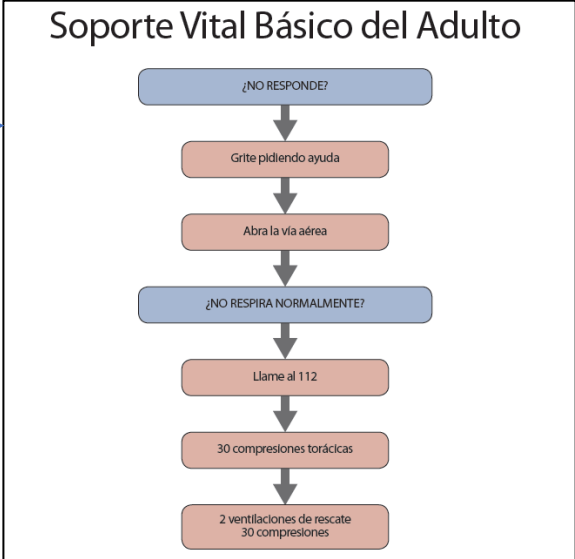 Soporte Vital Básico del Adulto
¿NO RESPONDE?
Grite pidiendo ayuda
Abra la vía aérea
¿NO RESPIRA NORMALMENTE?
Llame al 112
30 compresiones torácicas
2 ventilaciones de rescate
30 compresiones